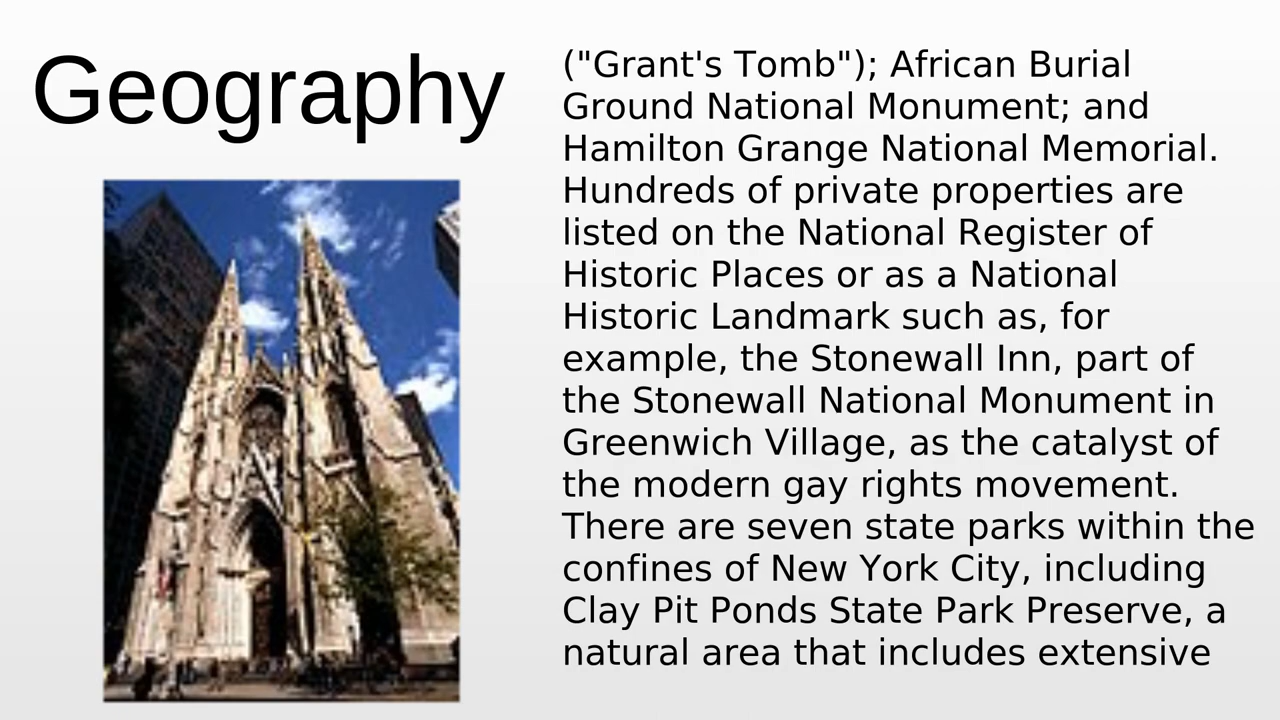 Geography
("Grant's Tomb"); African Burial
Ground National Monument; and
Hamilton Grange National Memorial.
Hundreds of private properties are
listed on the National Register of
Historic Places or as a National
Historic Landmark such as, for
example, the Stonewall Inn, part of
the Stonewall National Monument in
Greenwich Village, as the catalyst of
the modern gay rights movement.
There are seven state parks within the
confines of New York City, including
Clay Pit Ponds State Park Preserve, a
natural area that includes extensive